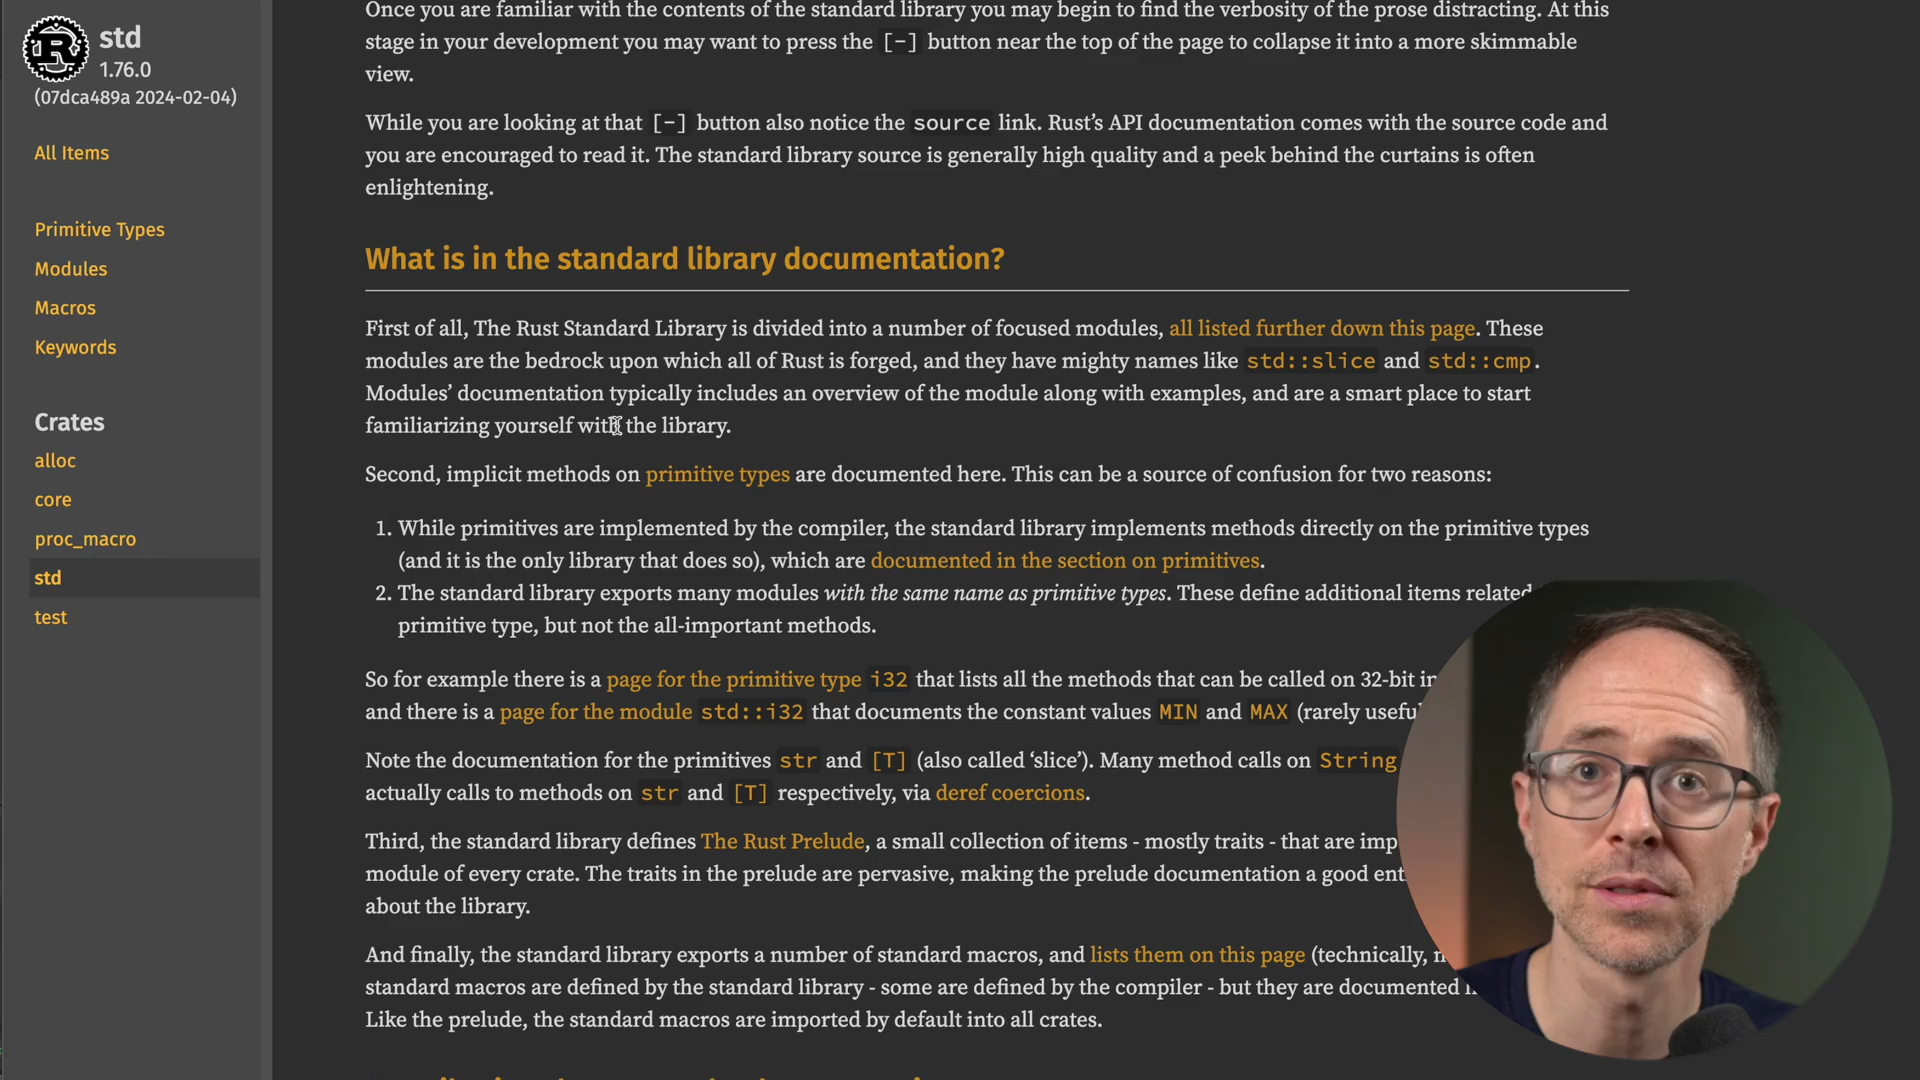 std
1.76.0
(07dca489a 2024-02-04)
All Items
Primitive Types
Modules
Macros
Keywords
Crates
alloc
core
proc_macro
std
test
Once you are familiar with the contents of the standard library you may begin to find the verbosity of the prose distracting. At this
stage in your development you may want to press the [-] button near the top of the page to collapse it into a more skimmable
view.
While you are looking at that [-] button also notice the source link. Rust’s API documentation comes with the source code and
you are encouraged to read it. The standard library source is generally high quality and a peek behind the curtains is often
enlightening.
What is in the standard library documentation?
First of all, The Rust Standard Library is divided into a number of focused modules, all listed further down this page. These
modules are the bedrock upon which all of Rust is forged, and they have mighty names like std::slice and std::cmp.
Modules’ documentation typically includes an overview of the module along with examples, and are a smart place to start
familiarizing yourself with the library.
Second, implicit methods on primitive types are documented here. This can be a source of confusion for two reasons:
1. While primitives are implemented by the compiler, the standard library implements methods directly on the primitive types
(and it is the only library that does so), which are documented in the section on primitives.
2. The standard library exports many modules with the same name as primitive types. These define additional items related
primitive type, but not the all-important methods.
So for example there is a page for the primitive type i32 that lists all the methods that can be called on 32-bit
and there is a page for the module std::i32 that documents the constant values MIN and MAX (rarely
Note the documentation for the primitives str and [T] (also called ‘slice’). Many method calls on String
actually calls to methods on str and [T] respectively, via deref coercions.
Third, the standard library defines The Rust Prelude, a small collection of items - mostly traits - that are
module of every crate. The traits in the prelude are pervasive, making the prelude documentation a good
about the library.
And finally, the standard library exports a number of standard macros, and lists them on this page (technically,
standard macros are defined by the standard library - some are defined by the compiler - but they are documented
Like the prelude, the standard macros are imported by default into all crates.